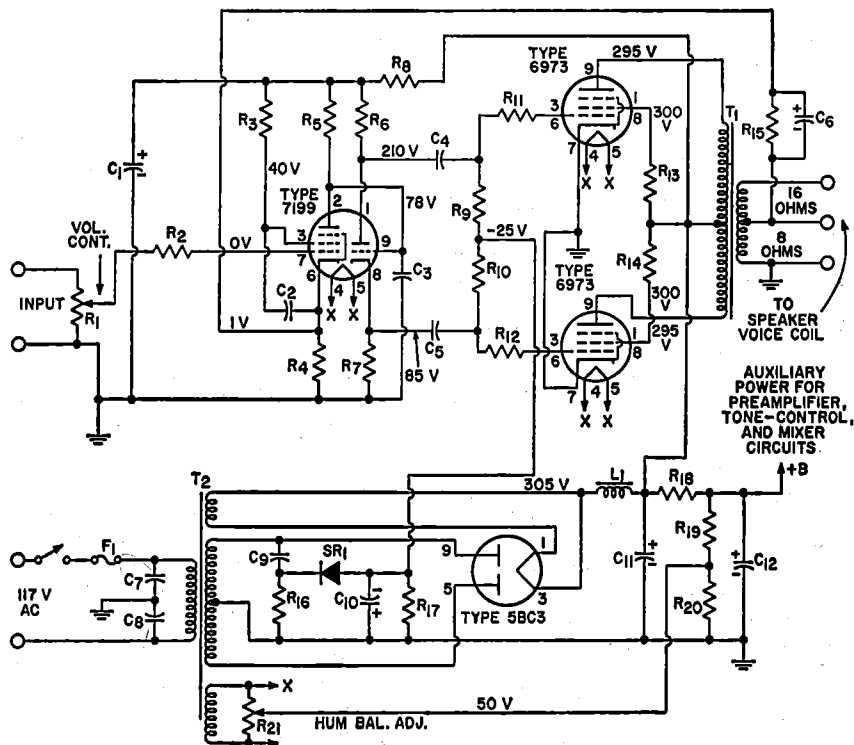 TYPE
6973
295 V
9
R8
R11
3
6
1
8
300
V
T1
R15
C6
R3
R5
R6
C4
7
4
5
X
X
R13
16
OHMS
8
OHMS
40V
210 V
C1
TYPE
7199
2
1
78V
R9
-25 V
VOL.
CONT.
R2
0V
3
7
9
R10
R14
TYPE
6973
300
V
INPUT
R1
6
4
5
8
X
X
C2
C3
9
295
V
TO
SPEAKER
VOICE COIL
1 V
R4
R7
85 V
C5
R12
3
6
1
8
7
4
5
X
X
AUXILIARY
POWER FOR
PREAMPLIFIER,
TONE-CONTROL,
AND MIXER
CIRCUITS
+B
T2
305 V
L1
R18
F1
117 V
AC
C7
C8
C9
SR1
R16
C10
R17
9
5
1
3
TYPE 5BC3
C11
R19
R20
C12
X
R21
HUM BAL. ADJ.
50 V